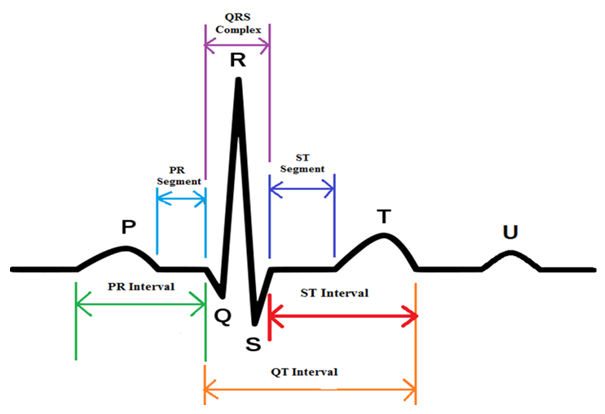 QRS
Complex
R
PR
Segment
ST
Segment
P
T
U
PR Interval
ST Interval
Q
S
QT Interval